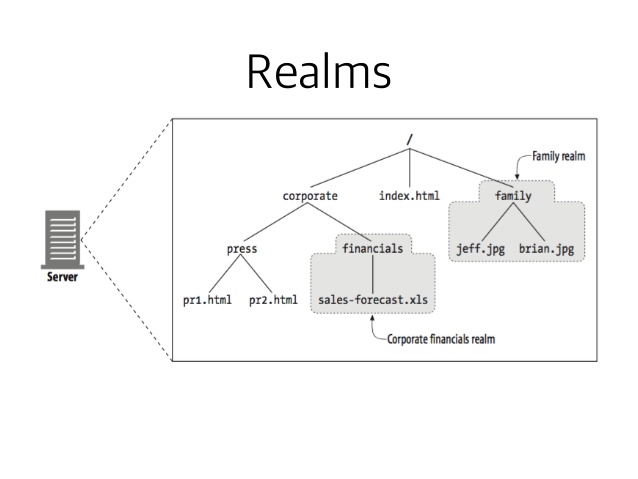 Realms
/
Family realm
corporate index.html family
press financials jeff.jpg brian.jpg
Server
pr1.html pr2.html sales-forecast.xls
Corporate financials realm